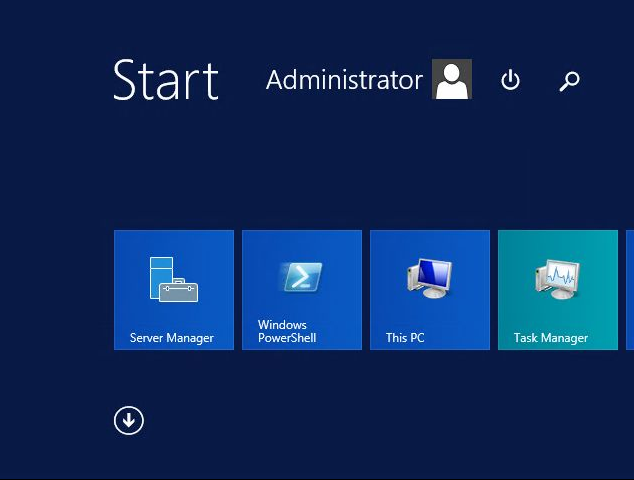 Start
Administrator
Server Manager
Windows
PowerShell
This PC
Task Manager